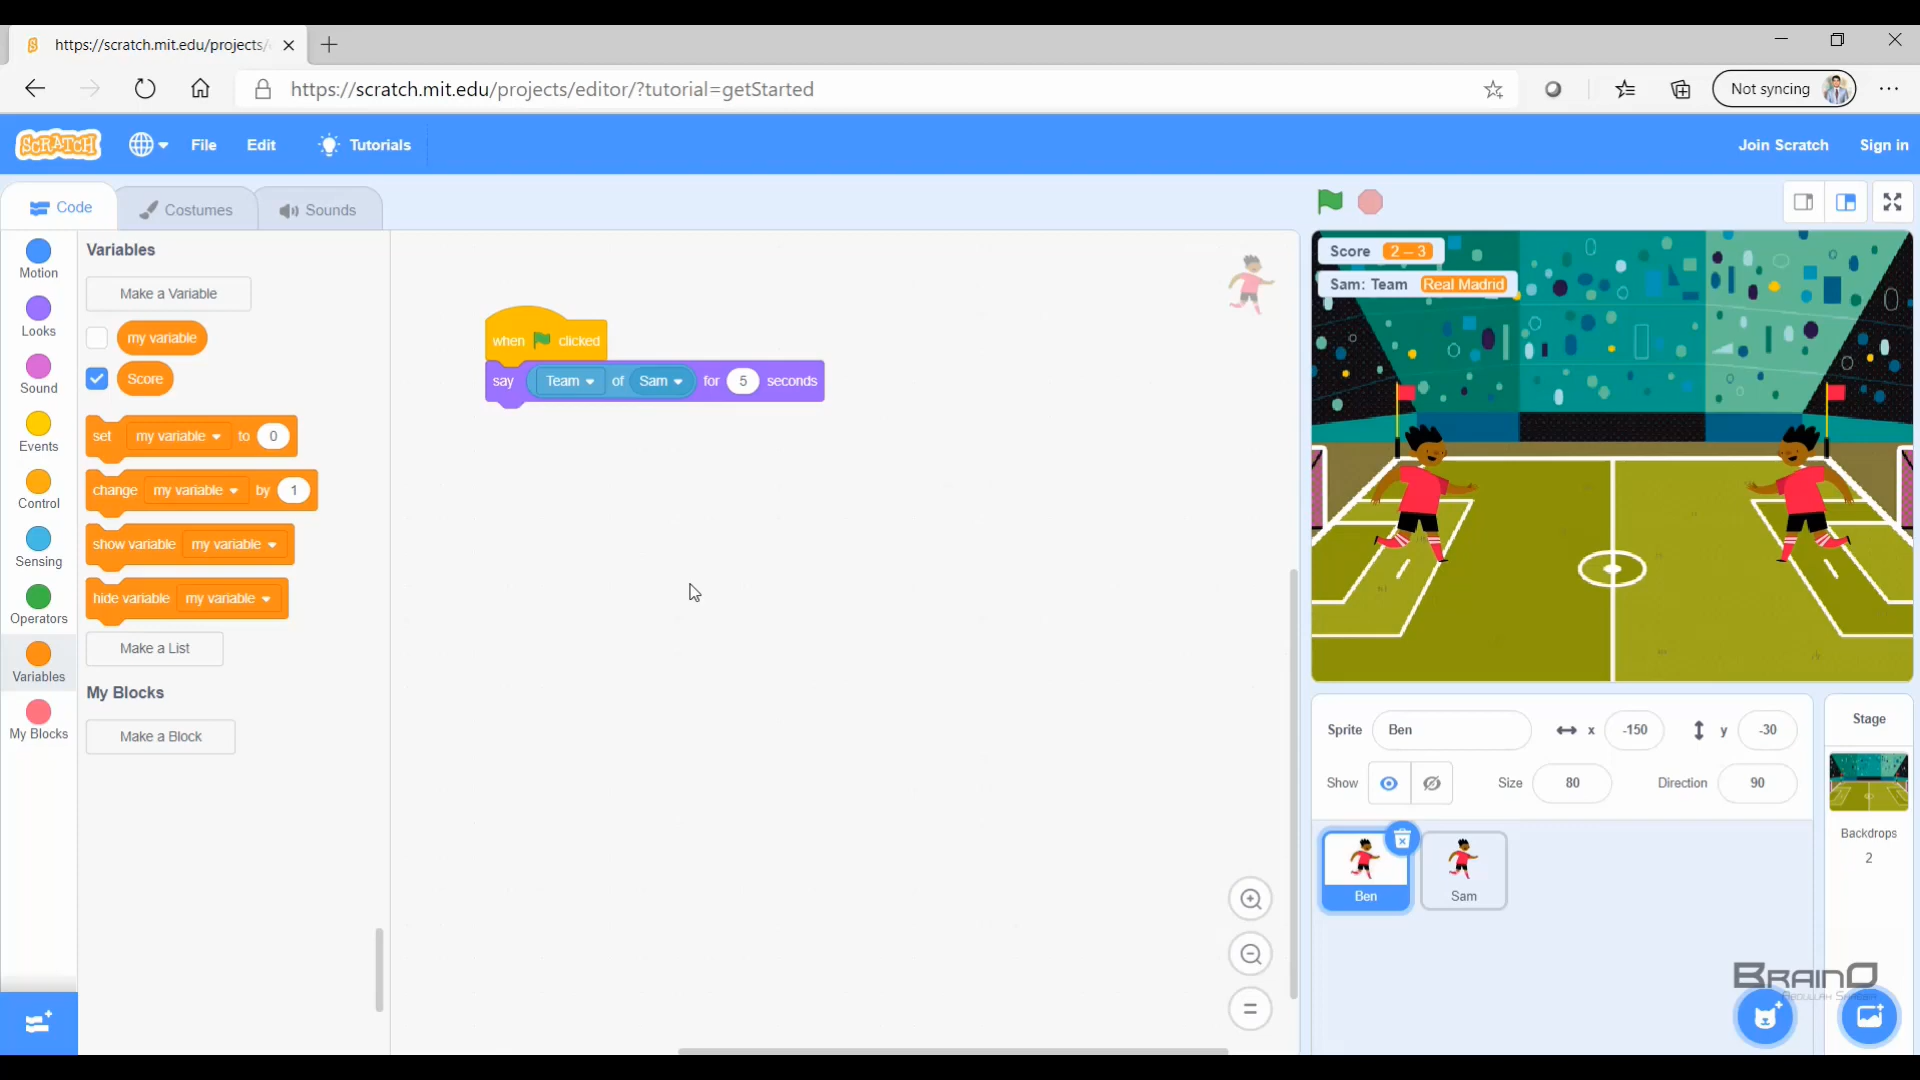 https://scratch.mit.edu/projects/
https://scratch.mit.edu/projects/editor/?tutorial=getStarted
Not syncing
SCRATCH
File
Edit
Tutorials
Join Scratch
Sign in
Code
Costumes
Sounds
Motion
Looks
Sound
Events
Control
Sensing
Operators
Variables
My Blocks
Variables
Make a Variable
my variable
Score
set my variable to 0
change my variable by 1
show variable my variable
hide variable my variable
Make a List
My Blocks
Make a Block
when clicked
say Team of Sam for 5 seconds
Score 2 – 3
Sam: Team Real Madrid
Sprite Ben x -150 y -30
Show Size 80 Direction 90
Ben
Sam
Stage
Backdrops
2
BRAINO